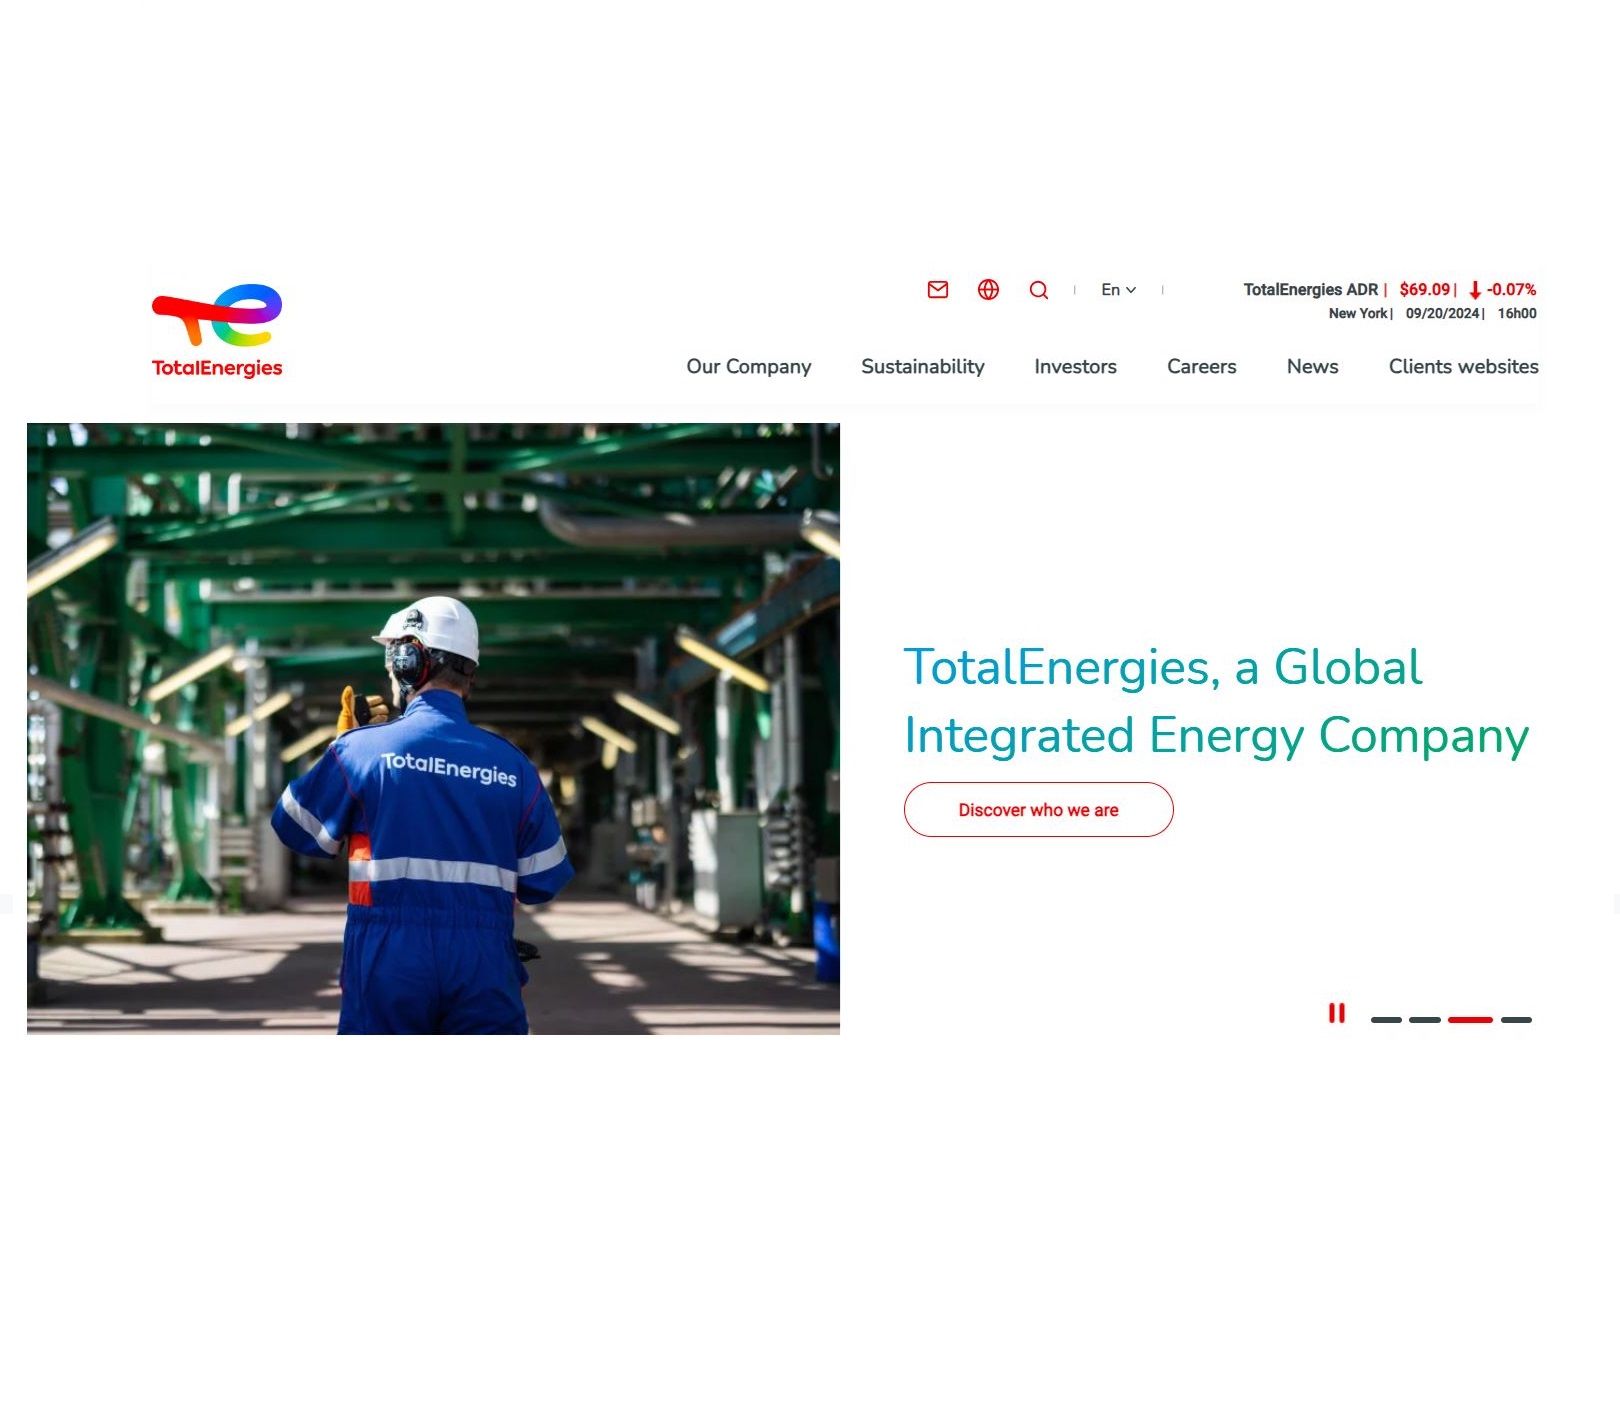 TotalEnergies
En
TotalEnergies ADR | $69.09 | -0.07%
New York | 09/20/2024 | 16h00
Our Company Sustainability Investors Careers News Clients websites
TotalEnergies
TotalEnergies, a Global
Integrated Energy Company
Discover who we are